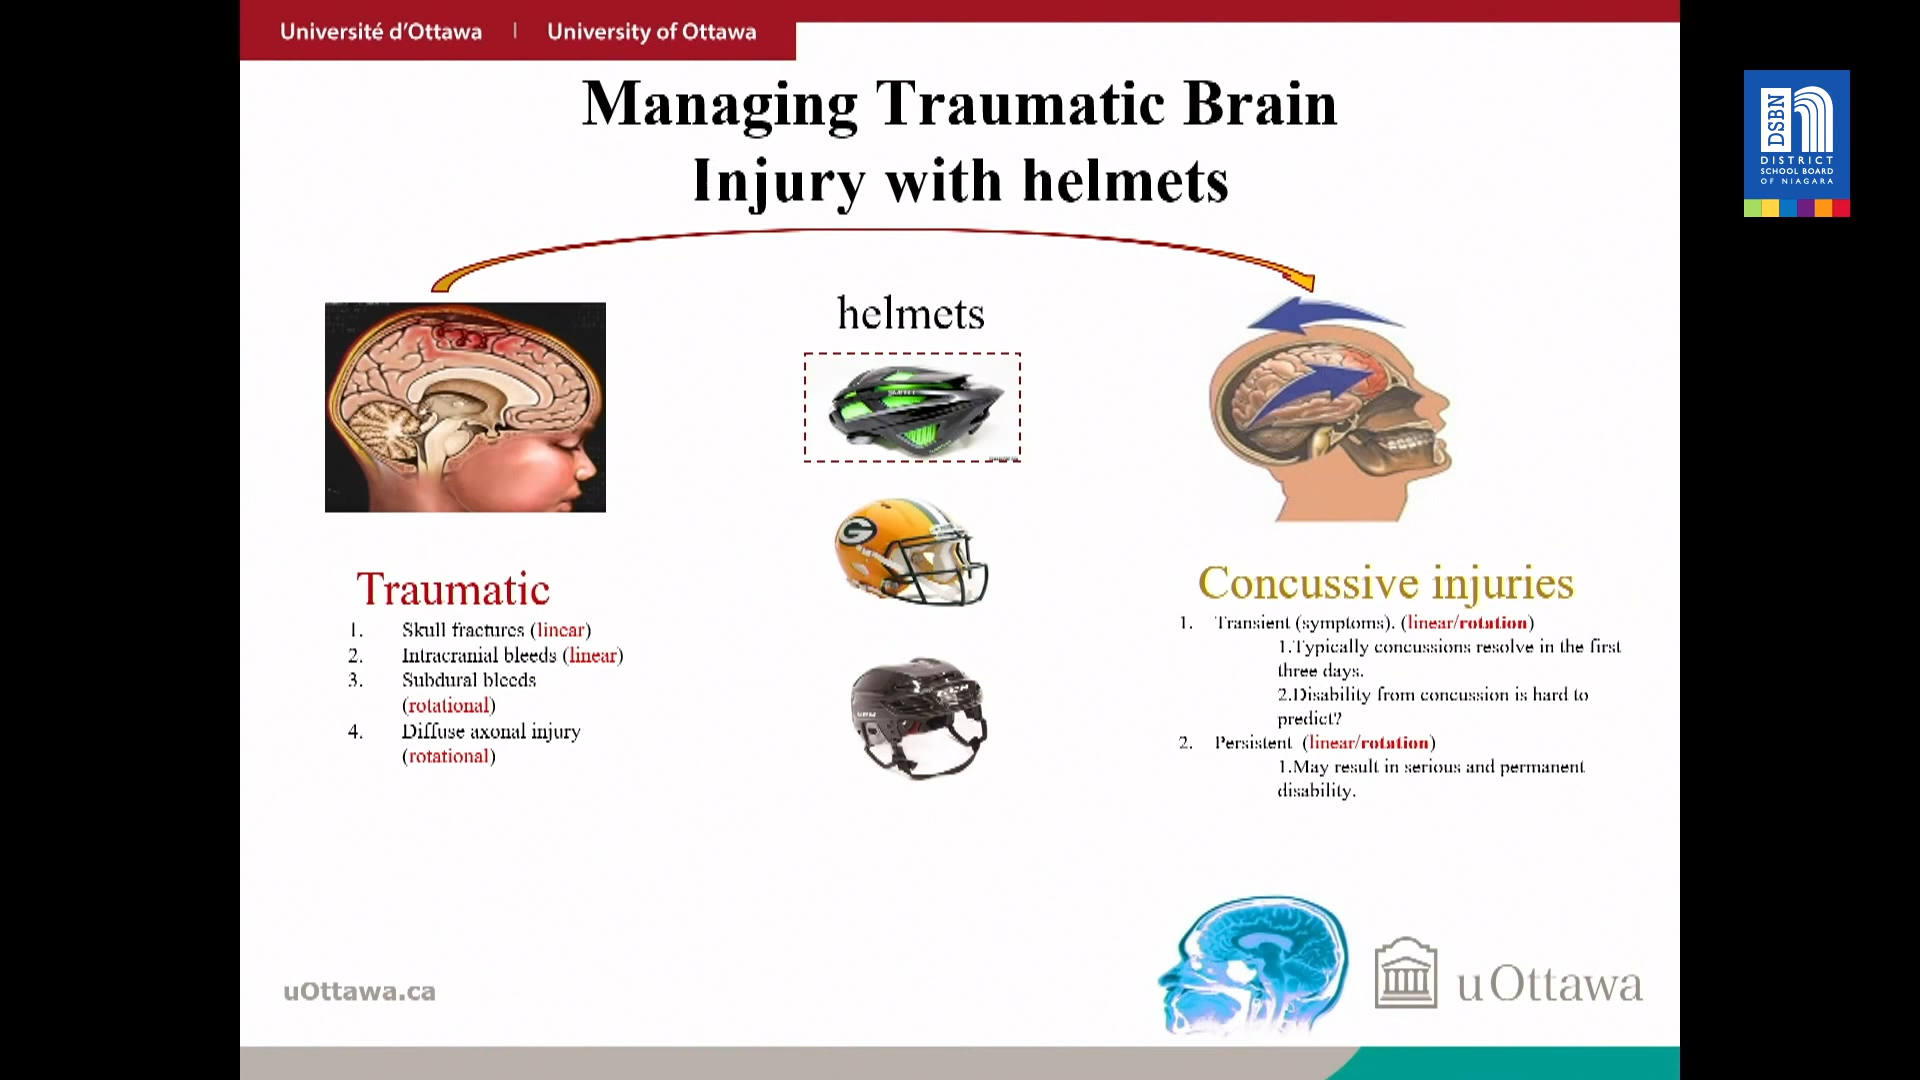 Université d'Ottawa | University of Ottawa
DSBN
DISTRICT
SCHOOL BOARD
OF NIAGARA
Managing Traumatic Brain
Injury with helmets
helmets
G
Traumatic
1. Skull fractures (linear)
2. Intracranial bleeds (linear)
3. Subdural bleeds
(rotational)
4. Diffuse axonal injury
(rotational)
Concussive injuries
1. Transient (symptoms). (linear/rotation)
1.Typically concussions resolve in the first
three days.
2.Disability from concussion is hard to
predict?
2. Persistent (linear/rotation)
1.May result in serious and permanent
disability.
uOttawa.ca
uOttawa